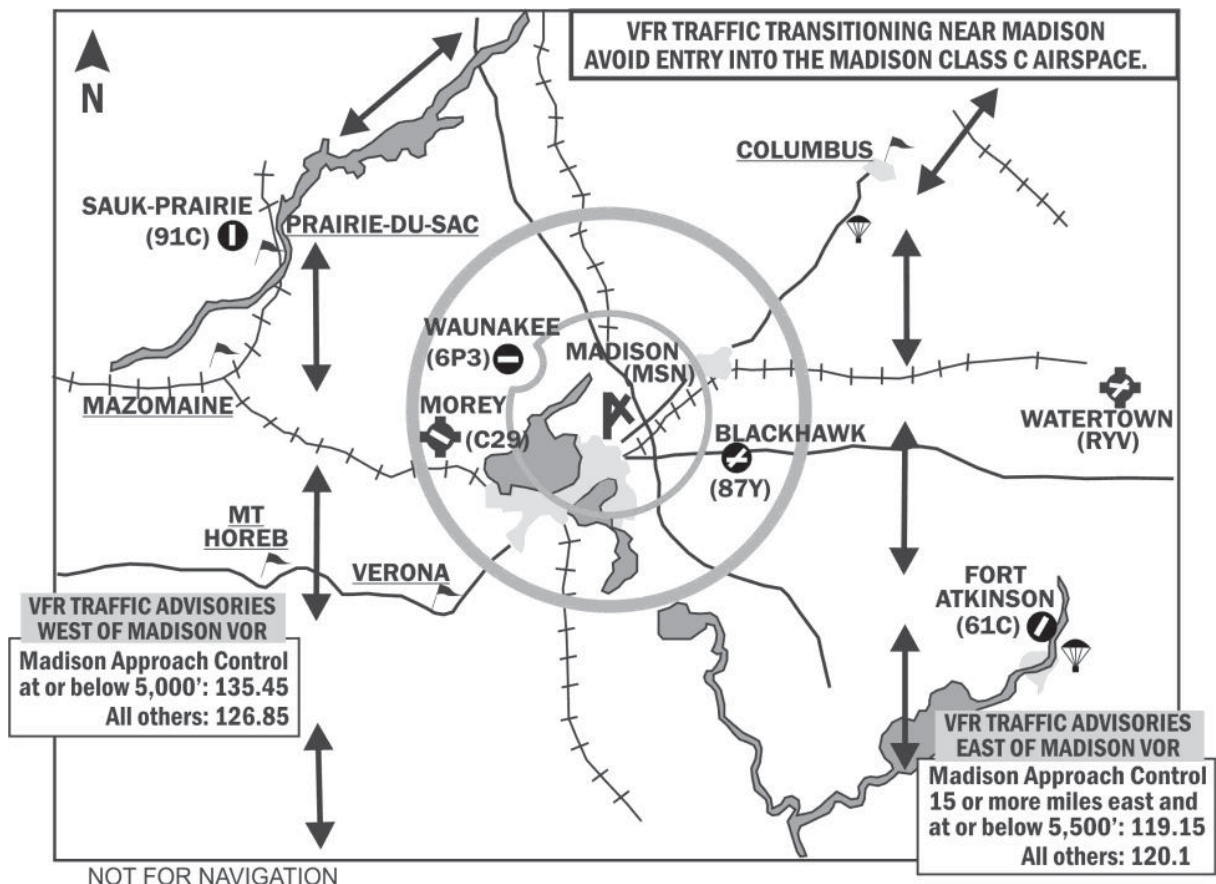 VFR TRAFFIC TRANSITIONING NEAR MADISON
AVOID ENTRY INTO THE MADISON CLASS C AIRSPACE.
N
COLUMBUS
SAUK-PRAIRIE
(91C)
PRAIRIE-DU-SAC
WAUNAKEE
(6P3)
MADISON
(MSN)
MAZOMAINE
MOREY
(C29)
BLACKHAWK
(87Y)
WATERTOWN
(RYV)
MT
HOREB
VERONA
FORT
ATKINSON
(61C)
VFR TRAFFIC ADVISORIES
WEST OF MADISON VOR
Madison Approach Control
at or below 5,000': 135.45
All others: 126.85
VFR TRAFFIC ADVISORIES
EAST OF MADISON VOR
Madison Approach Control
15 or more miles east and
at or below 5,500': 119.15
All others: 120.1
NOT FOR NAVIGATION